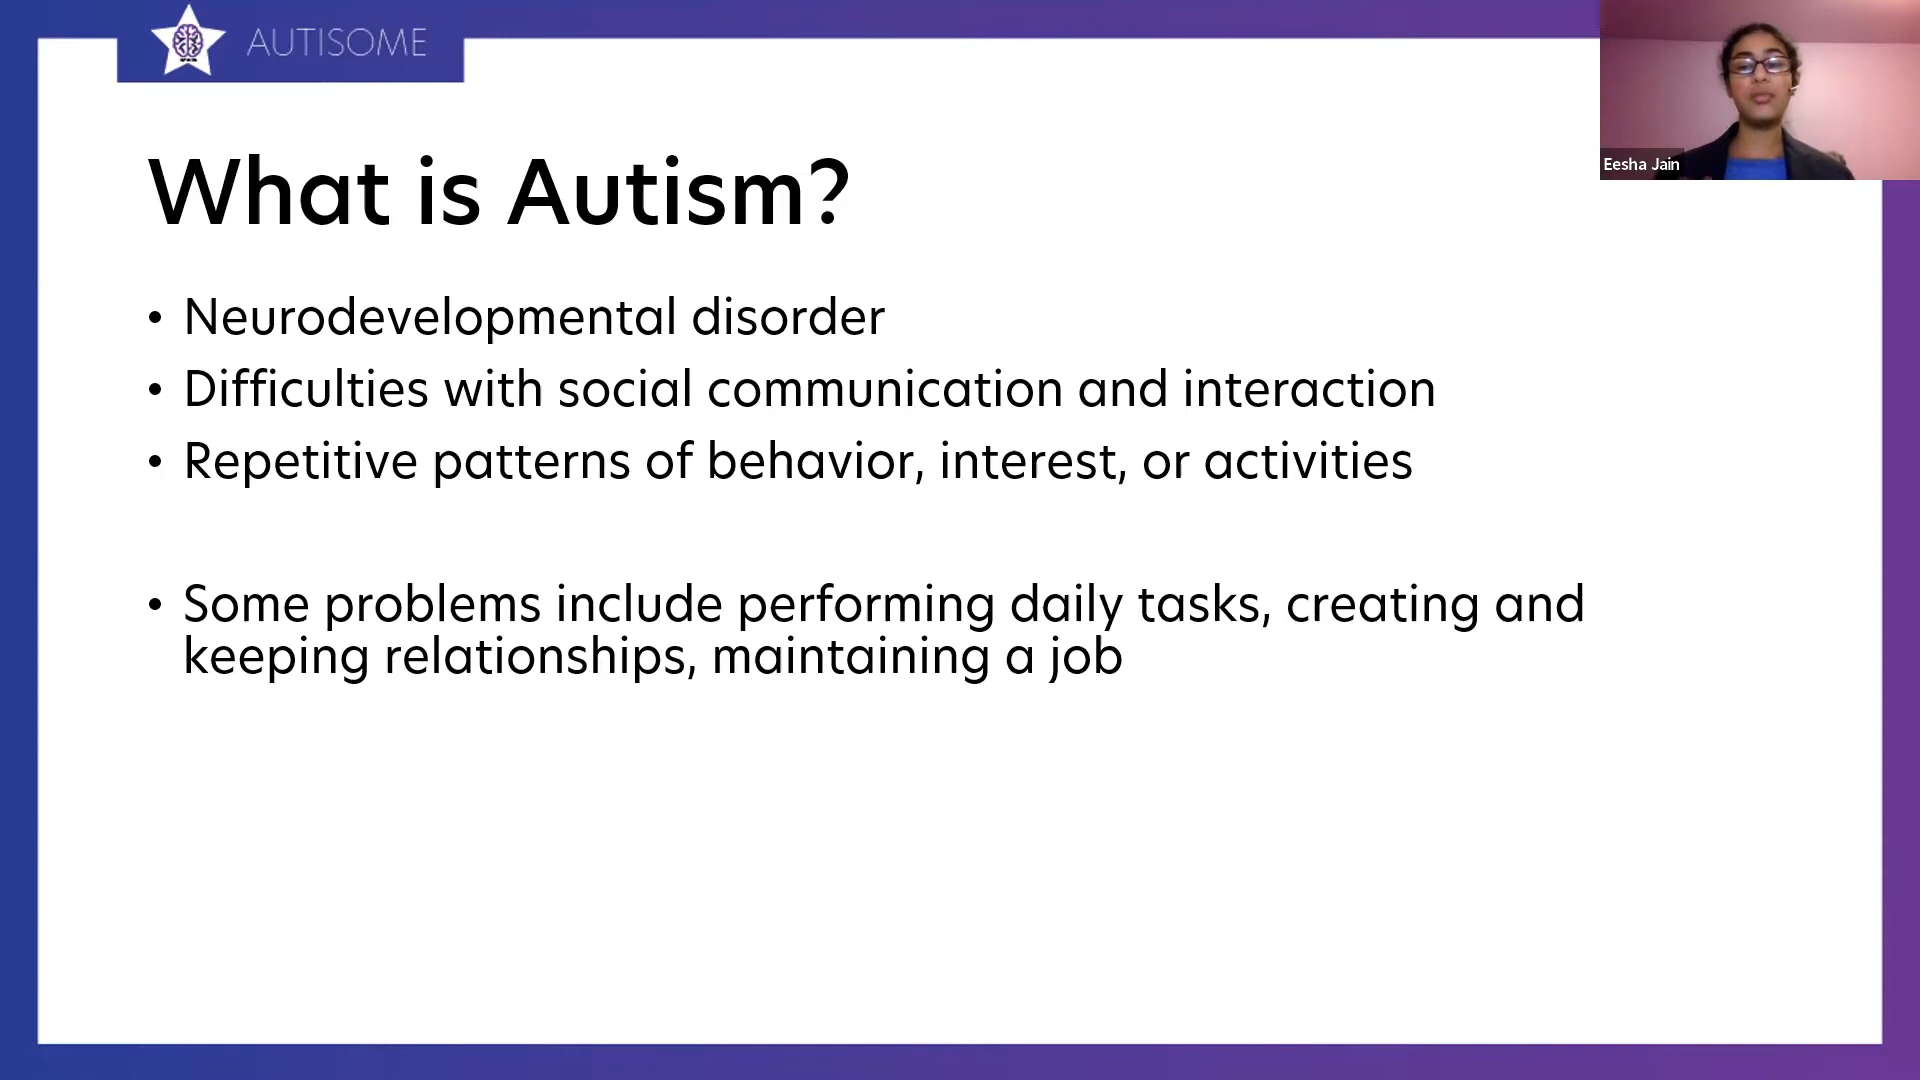 AUTISOME
Eesha Jain
What is Autism?
• Neurodevelopmental disorder
• Difficulties with social communication and interaction
• Repetitive patterns of behavior, interest, or activities
• Some problems include performing daily tasks, creating and
keeping relationships, maintaining a job